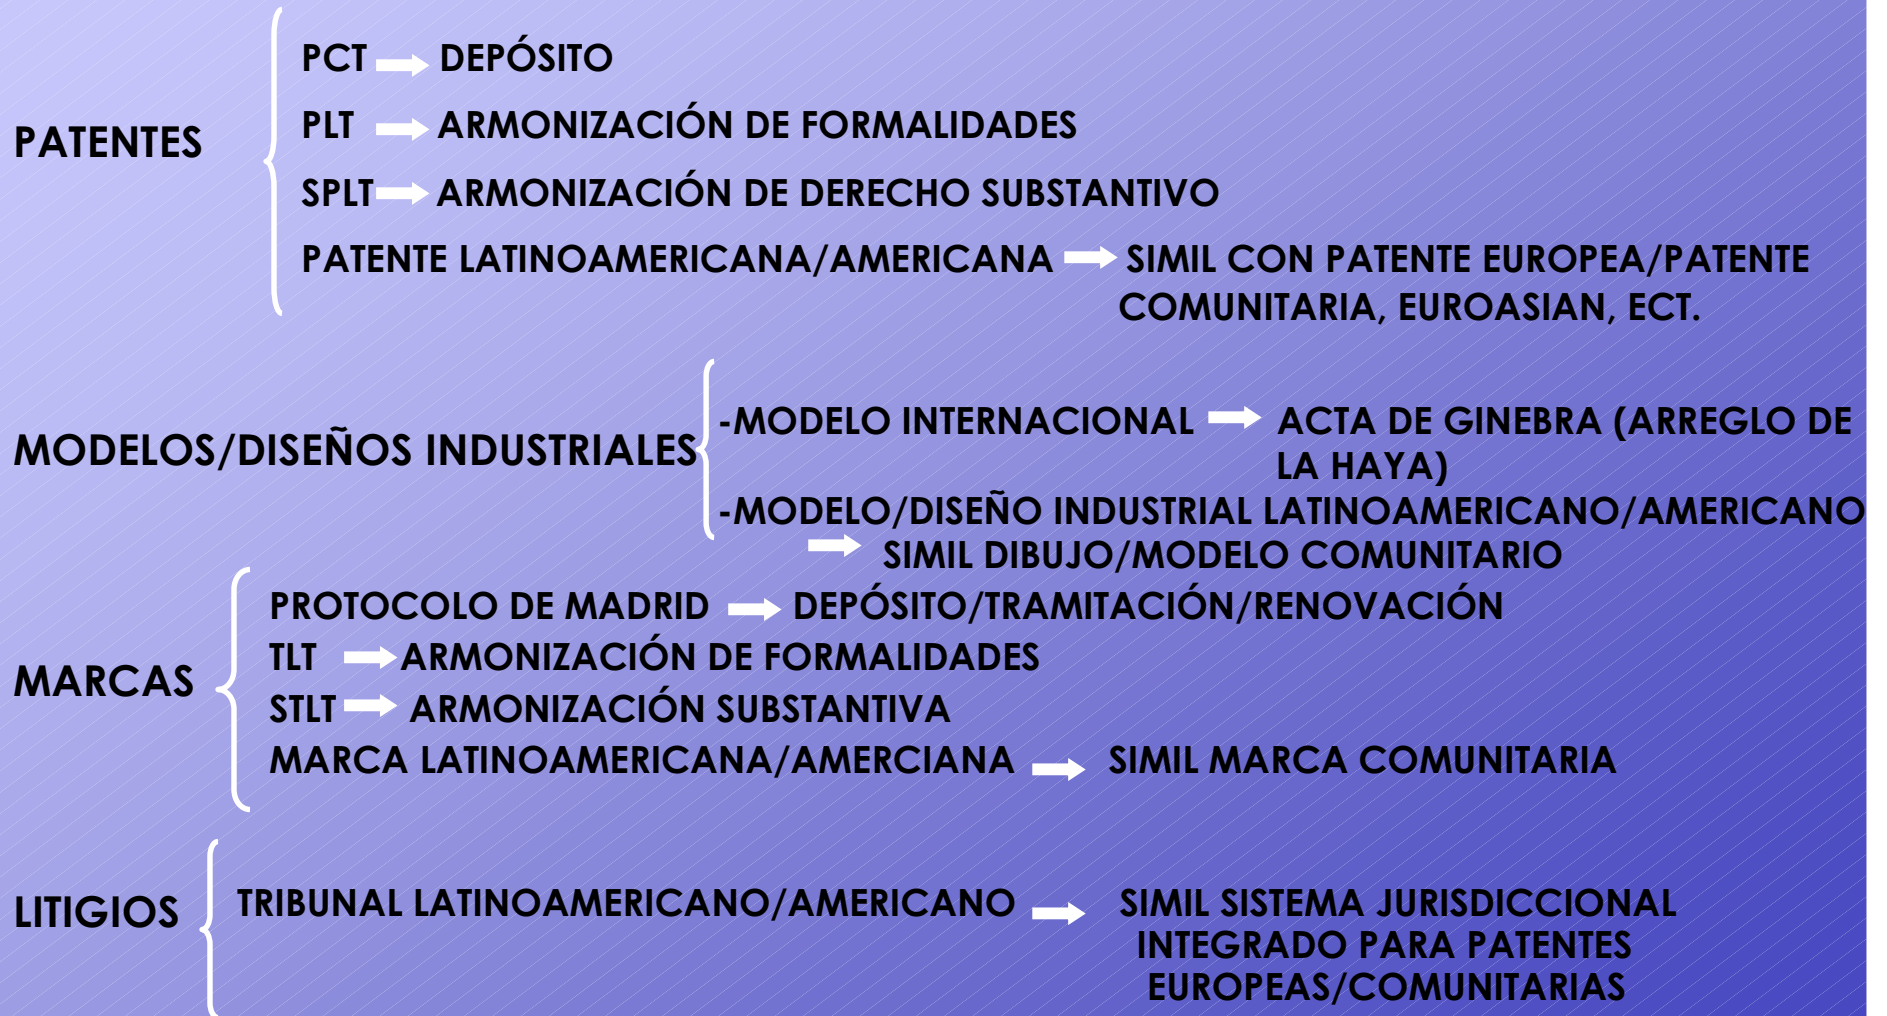 PATENTES
PCT → DEPÓSITO
PLT → ARMONIZACIÓN DE FORMALIDADES
SPLT → ARMONIZACIÓN DE DERECHO SUBSTANTIVO
PATENTE LATINOAMERICANA/AMERICANA → SIMIL CON PATENTE EUROPEA/PATENTE
COMUNITARIA, EUROASIAN, ECT.
MODELOS/DISEÑOS INDUSTRIALES
-MODELO INTERNACIONAL → ACTA DE GINEBRA (ARREGLO DE
LA HAYA)
-MODELO/DISEÑO INDUSTRIAL LATINOAMERICANO/AMERICANO
→ SIMIL DIBUJO/MODELO COMUNITARIO
MARCAS
PROTOCOLO DE MADRID → DEPÓSITO/TRAMITACIÓN/RENOVACIÓN
TLT → ARMONIZACIÓN DE FORMALIDADES
STLT → ARMONIZACIÓN SUBSTANTIVA
MARCA LATINOAMERICANA/AMERCIANA → SIMIL MARCA COMUNITARIA
LITIGIOS
TRIBUNAL LATINOAMERICANO/AMERICANO → SIMIL SISTEMA JURISDICCIONAL
INTEGRADO PARA PATENTES
EUROPEAS/COMUNITARIAS